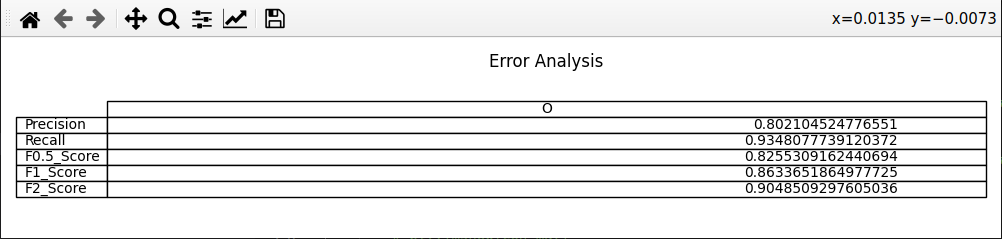 x=0.0135 y=−0.0073
Error Analysis
O
Precision 0.802104524776551
Recall 0.9348077739120372
F0.5_Score 0.8255309162440694
F1_Score 0.8633651864977725
F2_Score 0.9048509297605036